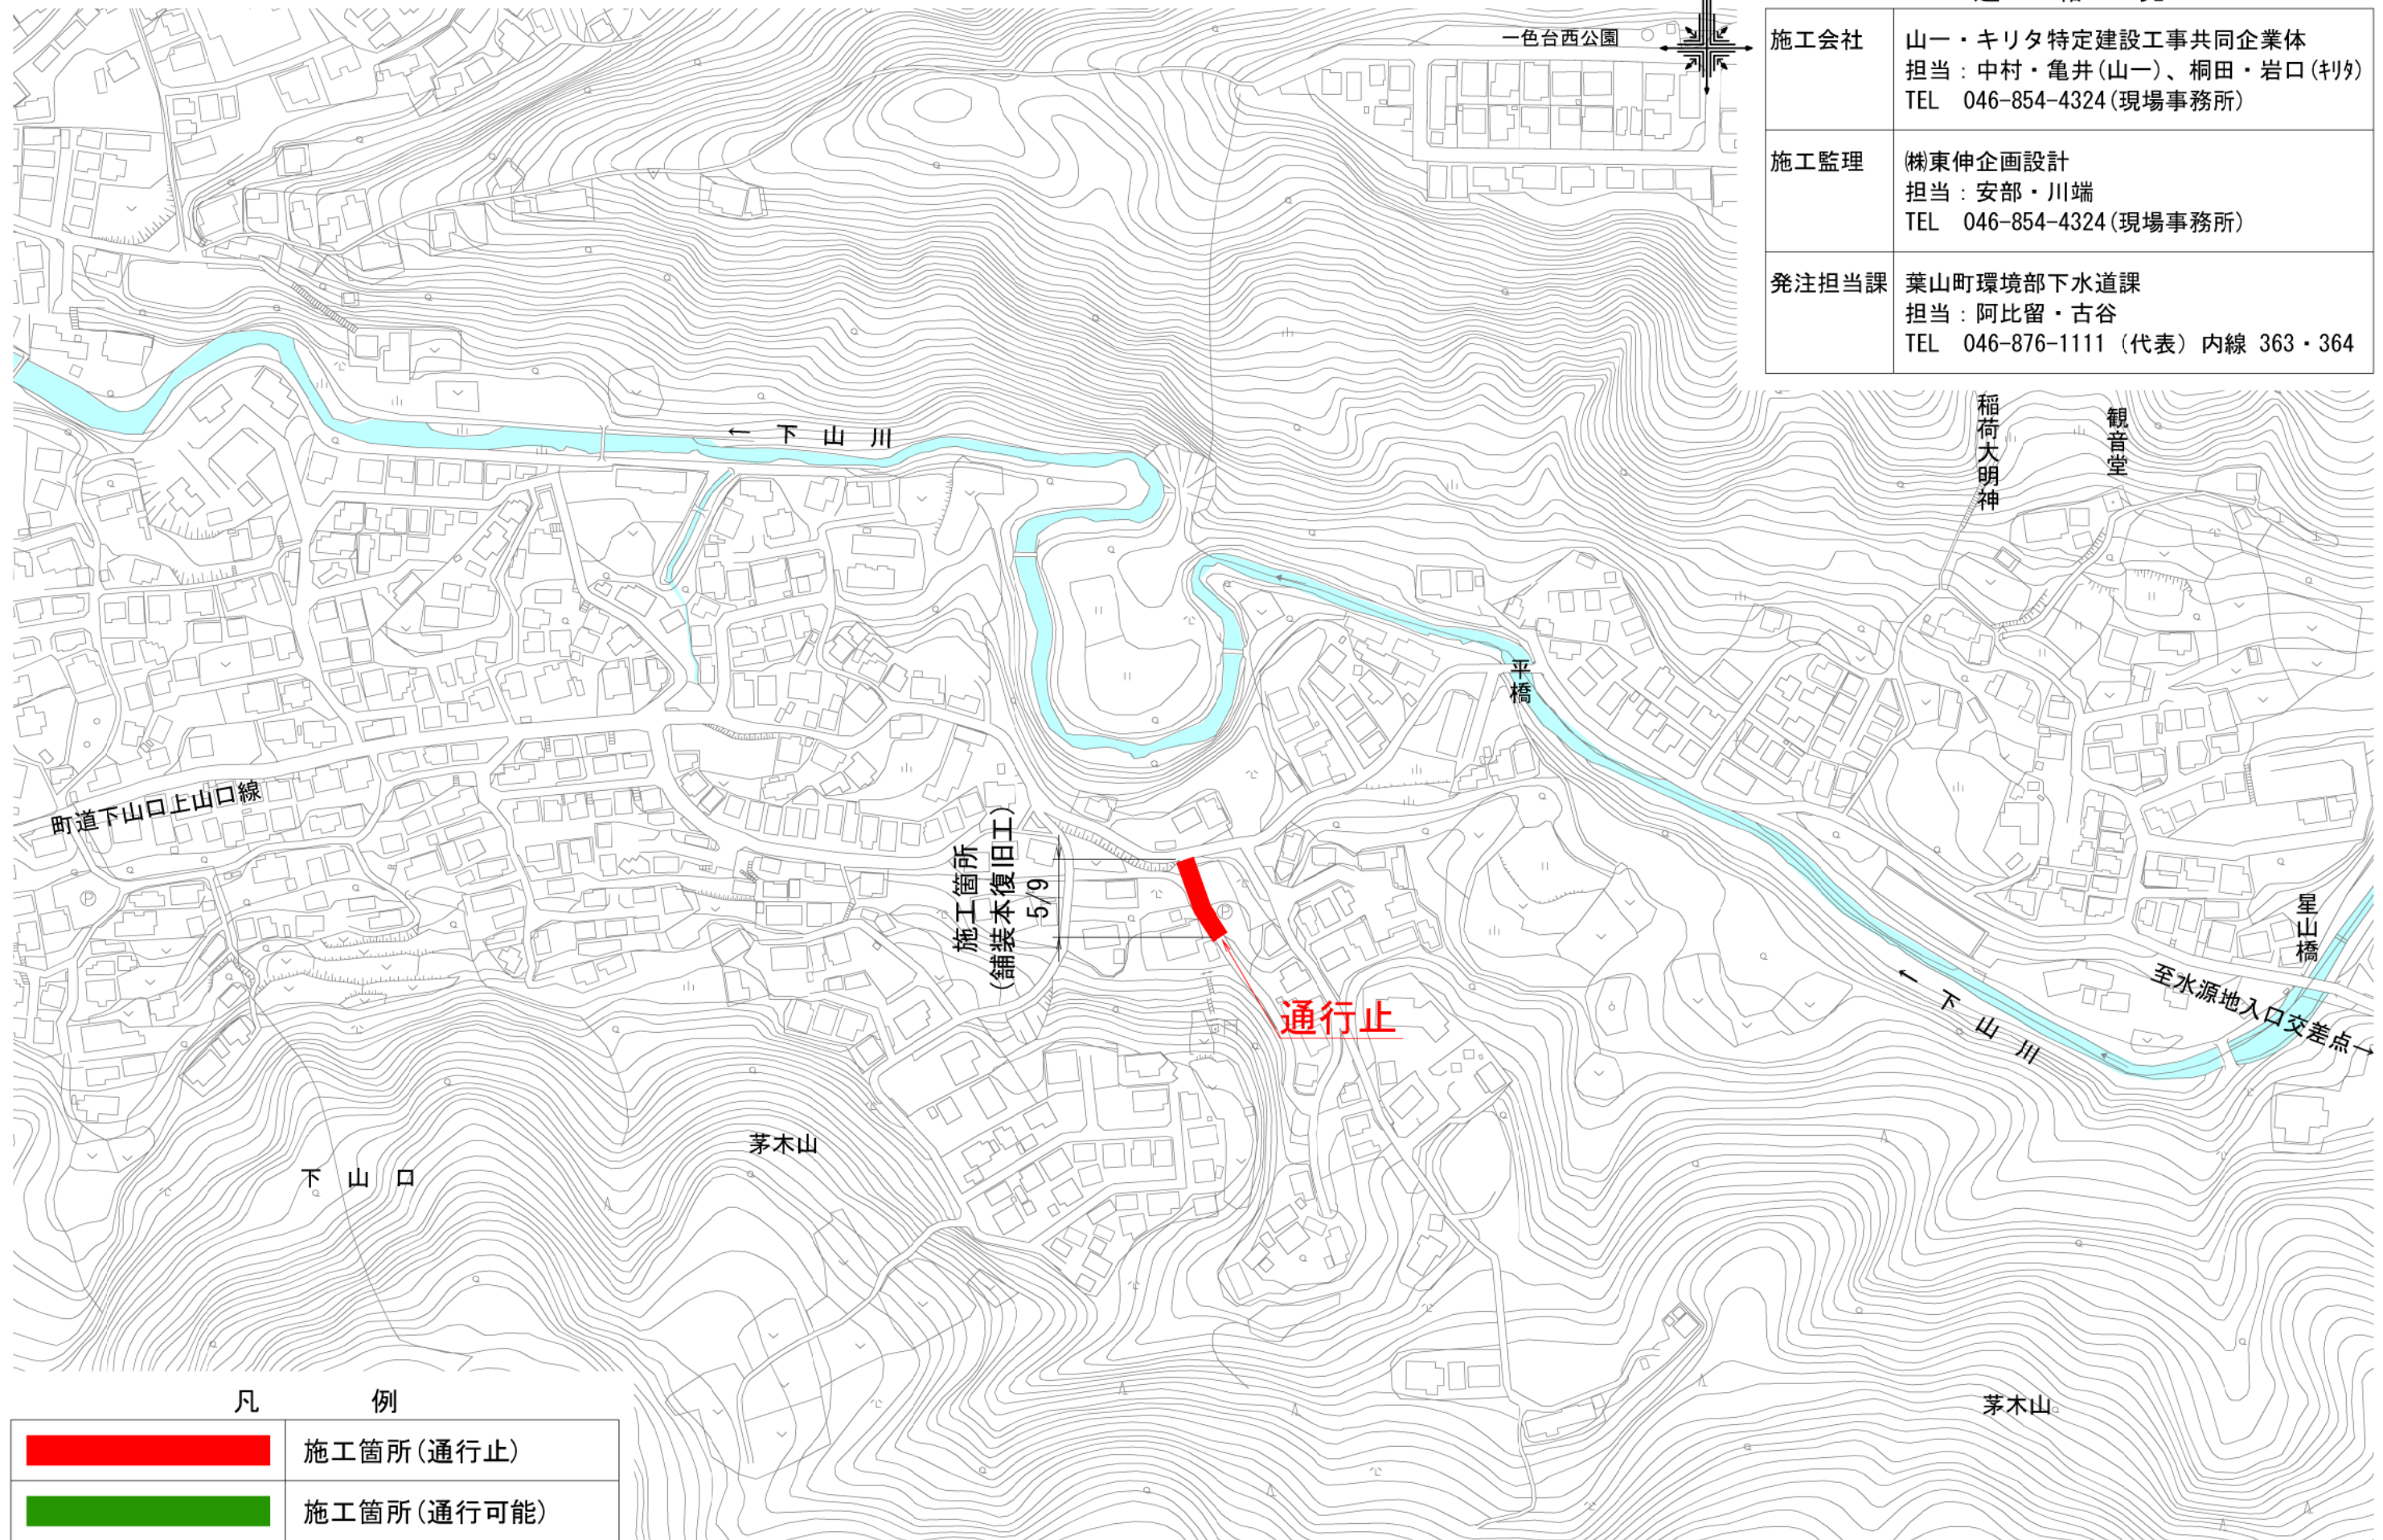 一色台西公園
施工会社
山一・キリタ特定建設工事共同企業体
担当：中村・亀井(山一)、桐田・岩口(ｷﾘﾀ)
TEL 046-854-4324(現場事務所)
施工監理
㈱東伸企画設計
担当：安部・川端
TEL 046-854-4324(現場事務所)
発注担当課
葉山町環境部下水道課
担当：阿比留・古谷
TEL 046-876-1111（代表）内線 363・364
稲荷大明神
観音堂
← 下山川
平橋
町道下山口上山口線
施工箇所
(舗装本復旧工)
5/9
P
P
通行止
星山橋
至水源地入口交差点→
← 下山川
茅木山
下山口
茅木山
凡例
施工箇所(通行止)
施工箇所(通行可能)